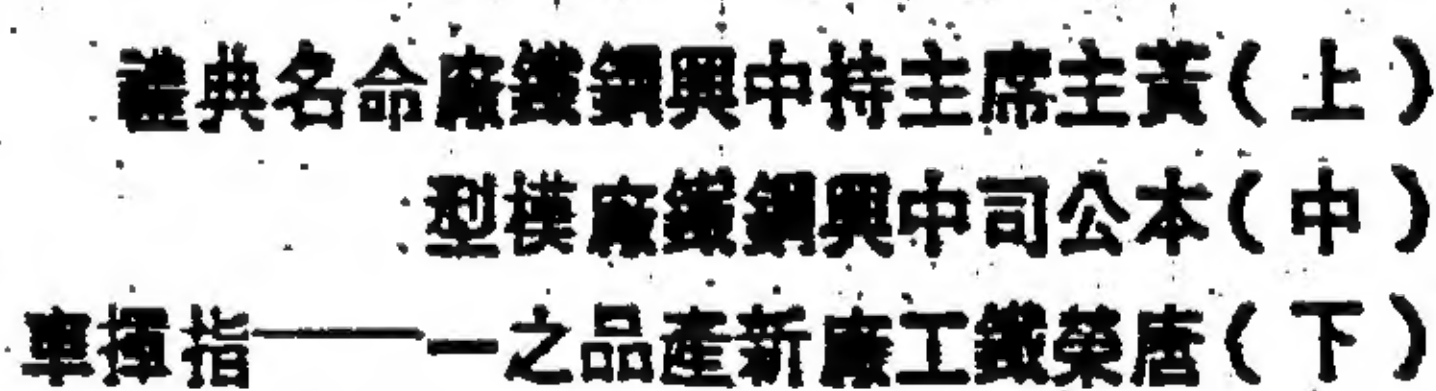 （上）黃主席主持中興鋼鐵廠命名典禮
（中）本公司中興鋼鐵廠模型
（下）唐榮鐵工廠新產品之一——指揮車